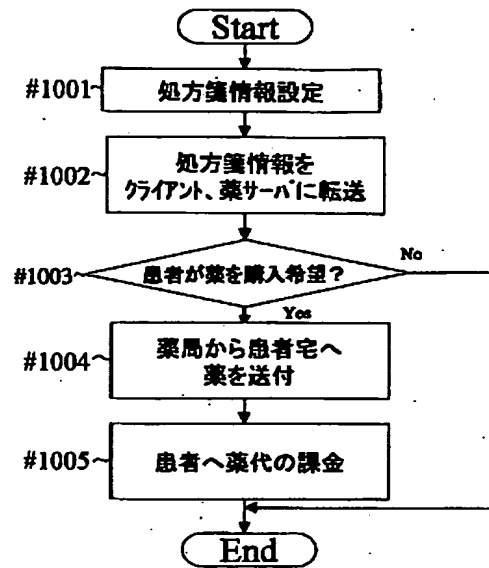 Start
#1001
処方箋情報設定
#1002
処方箋情報を
クライアント、薬サーバに転送
#1003
患者が薬を購入希望？
No
Yes
#1004
薬局から患者宅へ
薬を送付
#1005
患者へ薬代の課金
End